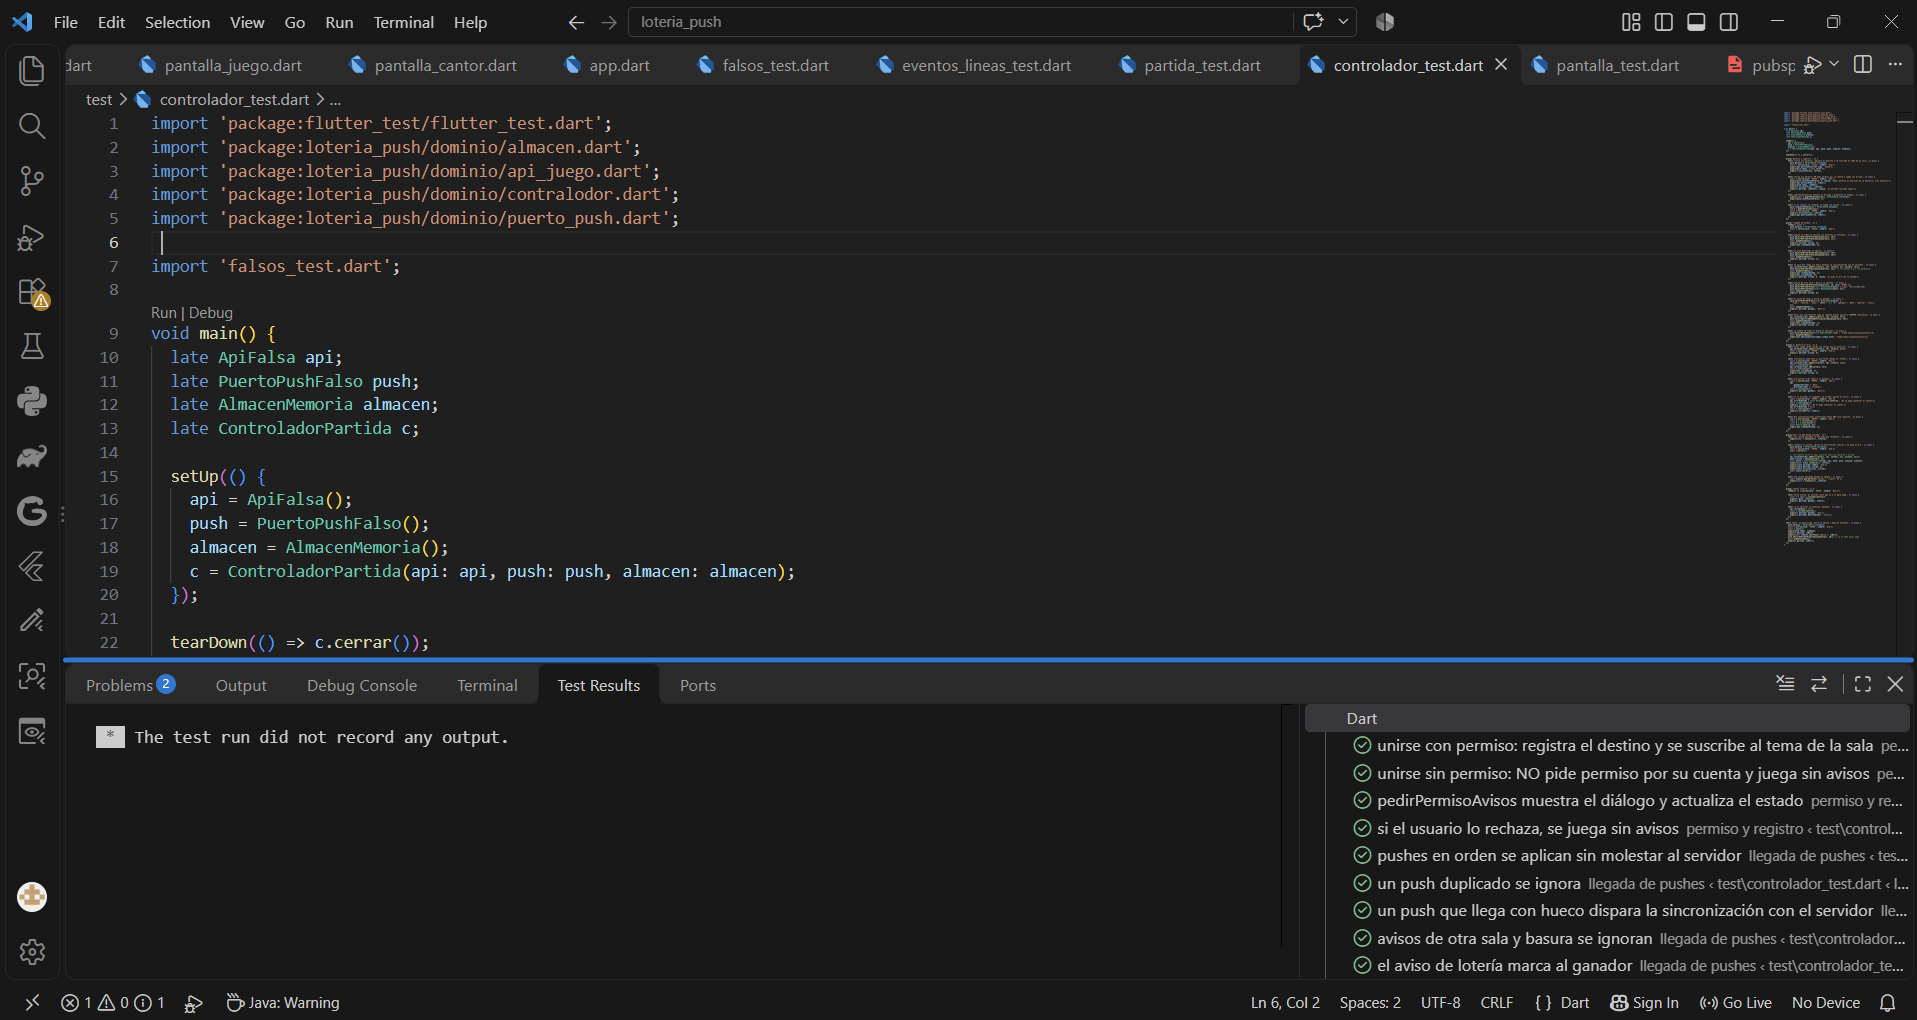 File Edit Selection View Go Run Terminal Help
loteria_push
dart pantalla_juego.dart pantalla_cantor.dart app.dart falsos_test.dart eventos_lineas_test.dart partida_test.dart controlador_test.dart pantalla_test.dart pubsp
test > controlador_test.dart > ...
1 import 'package:flutter_test/flutter_test.dart';
2 import 'package:loteria_push/dominio/almacen.dart';
3 import 'package:loteria_push/dominio/api_juego.dart';
4 import 'package:loteria_push/dominio/contralodor.dart';
5 import 'package:loteria_push/dominio/puerto_push.dart';
6
7 import 'falsos_test.dart';
8
Run | Debug
9 void main() {
10 late ApiFalsa api;
11 late PuertoPushFalso push;
12 late AlmacenMemoria almacen;
13 late ControladorPartida c;
14
15 setUp(() {
16 api = ApiFalsa();
17 push = PuertoPushFalso();
18 almacen = AlmacenMemoria();
19 c = ControladorPartida(api: api, push: push, almacen: almacen);
20 });
21
22 tearDown(() => c.cerrar());
Problems 2 Output Debug Console Terminal Test Results Ports
* The test run did not record any output.
Dart
unirse con permiso: registra el destino y se suscribe al tema de la sala pe...
unirse sin permiso: NO pide permiso por su cuenta y juega sin avisos pe...
pedirPermisoAvisos muestra el diálogo y actualiza el estado permiso y re...
si el usuario lo rechaza, se juega sin avisos permiso y registro ‹ test\control...
pushes en orden se aplican sin molestar al servidor llegada de pushes ‹ tes...
un push duplicado se ignora llegada de pushes ‹ test\controlador_test.dart ‹ l...
un push que llega con hueco dispara la sincronización con el servidor lle...
avisos de otra sala y basura se ignoran llegada de pushes ‹ test\controlador...
el aviso de lotería marca al ganador llegada de pushes ‹ test\controlador_te...
1 0 1 Java: Warning Ln 6, Col 2 Spaces: 2 UTF-8 CRLF {} Dart Sign In Go Live No Device